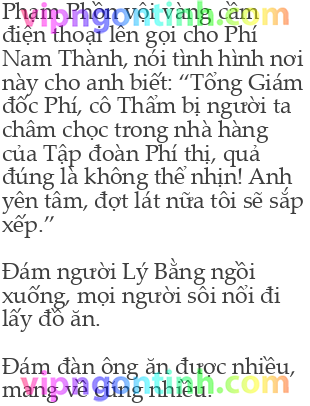 Phạm Phồn vội vàng cầm
điện thoại lên gọi cho Phí
Nam Thành, nói tình hình nơi
này cho anh biết: “Tổng Giám
đốc Phí, cô Thẩm bị người ta
châm chọc trong nhà hàng
của Tập đoàn Phí thị, quả
đúng là không thể nhịn! Anh
yên tâm, đợt lát nữa tôi sẽ sắp
xếp.”
Đám người Lý Bằng ngồi
xuống, mọi người sôi nổi đi
lấy đồ ăn.
Đám đàn ông ăn được nhiều,
mang về cũng nhiều.
vipngontinh.com
vipngontinh.com